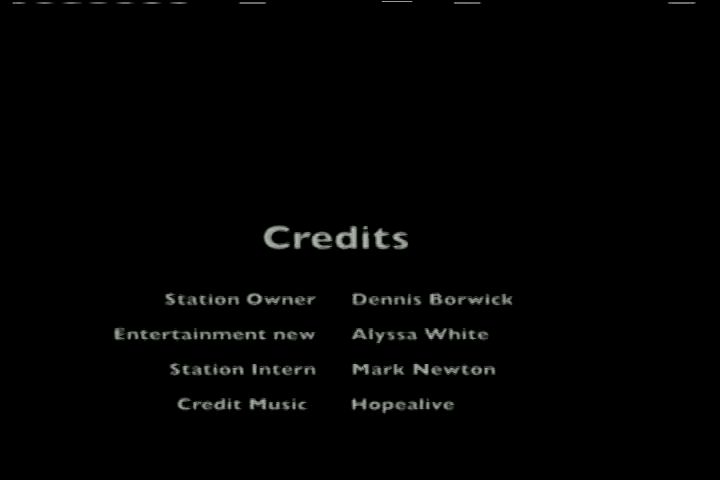 Credits
Station Owner Dennis Borwick
Entertainment new Alyssa White
Station Intern Mark Newton
Credit Music Hopealive